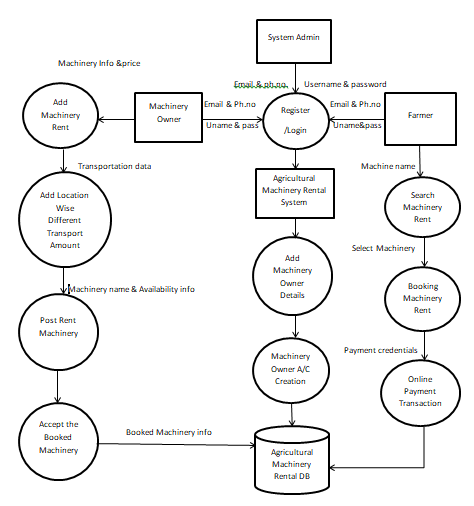 System Admin
Machinery Info &price
Email & ph.no
Username & password
Add
Machinery
Rent
Machinery
Owner
Email & Ph.no
Uname & pass
Register
/Login
Email & Ph.no
Uname&pass
Farmer
Transportation data
Machine name
Add Location
Wise
Different
Transport
Amount
Agricultural
Machinery Rental
System
Search
Machinery
Rent
Select Machinery
Add
Machinery
Owner
Details
Machinery name & Availability info
Booking
Machinery
Rent
Post Rent
Machinery
Payment credentials
Machinery
Owner A/C
Creation
Online
Payment
Transaction
Accept the
Booked
Machinery
Booked Machinery info
Agricultural
Machinery
Rental DB